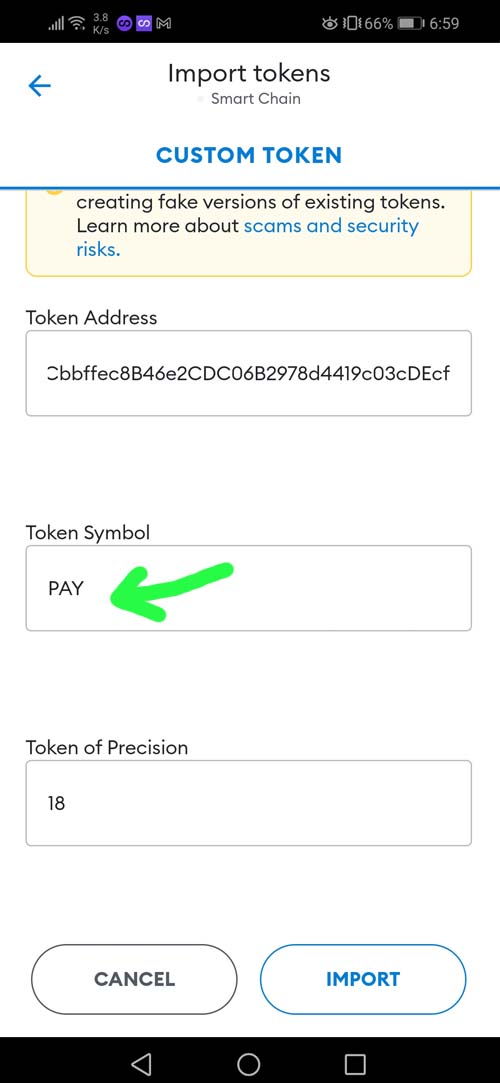 3.8
K/s
66%
6:59
Import tokens
Smart Chain
CUSTOM TOKEN
creating fake versions of existing tokens.
Learn more about scams and security
risks.
Token Address
Cbbffec8B46e2CDC06B2978d4419c03cDEcf
Token Symbol
PAY
Token of Precision
18
CANCEL
IMPORT